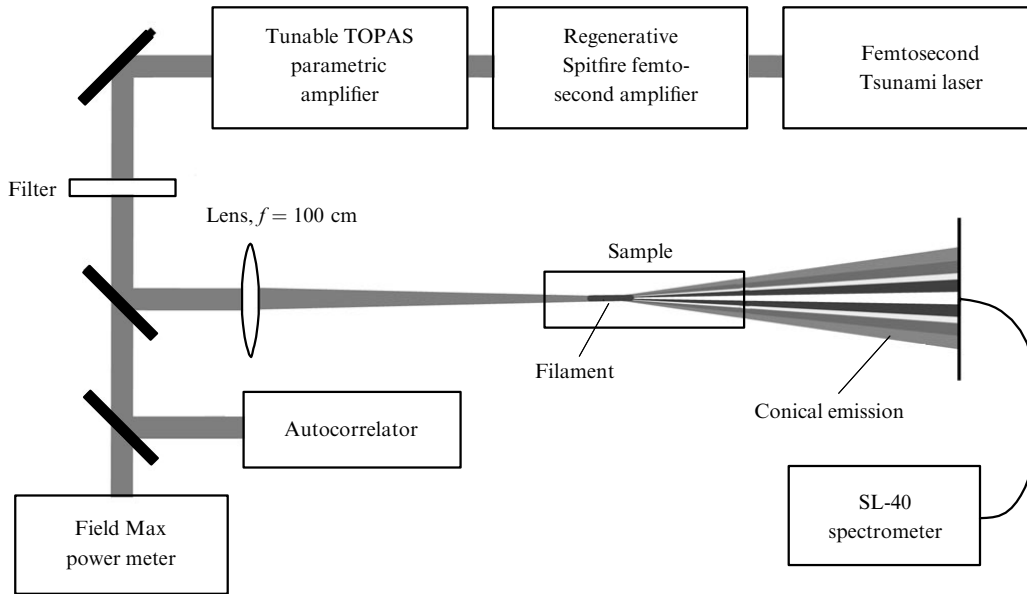 Tunable TOPAS
parametric
amplifier
Regenerative
Spitfire femto-
second amplifier
Femtosecond
Tsunami laser
Filter
Lens, f = 100 cm
Sample
Filament
Conical emission
Autocorrelator
Field Max
power meter
SL-40
spectrometer